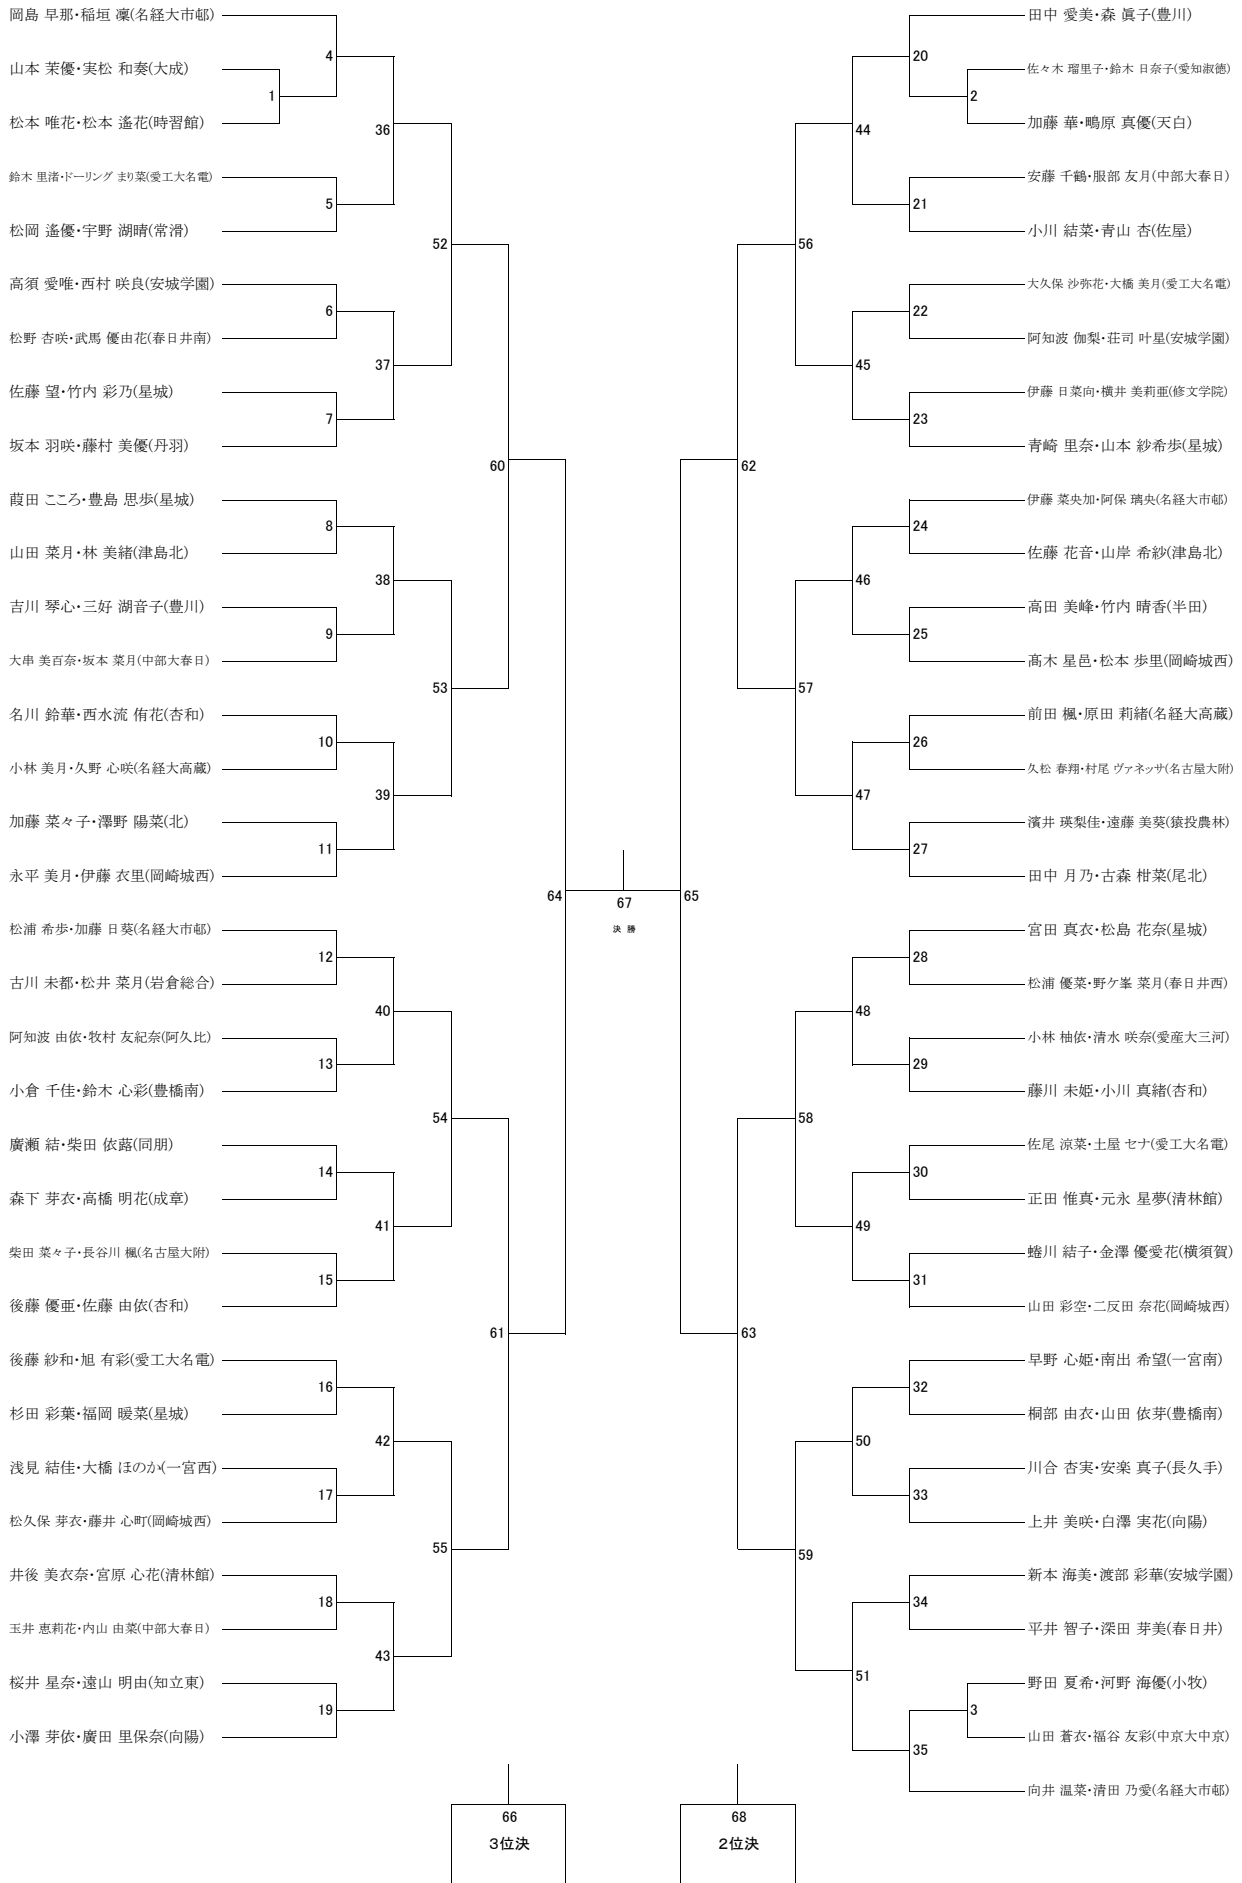 岡島 早那・稲垣 凜(名経大市邨)
山本 茉優・実松 和奏(大成)
松本 唯花・松本 遙花(時習館)
鈴木 里渚・ドーリング まり菜(愛工大名電)
松岡 遙優・宇野 湖晴(常滑)
高須 愛唯・西村 咲良(安城学園)
松野 杏咲・武馬 優由花(春日井南)
佐藤 望・竹内 彩乃(星城)
坂本 羽咲・藤村 美優(丹羽)
葭田 こころ・豊島 思歩(星城)
山田 菜月・林 美緒(津島北)
吉川 琴心・三好 湖音子(豊川)
大串 美百奈・坂本 菜月(中部大春日)
名川 鈴華・西水流 侑花(杏和)
小林 美月・久野 心咲(名経大高蔵)
加藤 菜々子・澤野 陽菜(北)
永平 美月・伊藤 衣里(岡崎城西)
松浦 希歩・加藤 日葵(名経大市邨)
古川 未都・松井 菜月(岩倉総合)
阿知波 由依・牧村 友紀奈(阿久比)
小倉 千佳・鈴木 心彩(豊橋南)
廣瀬 結・柴田 依蕗(同朋)
森下 芽衣・高橋 明花(成章)
柴田 菜々子・長谷川 楓(名古屋大附)
後藤 優亜・佐藤 由依(杏和)
後藤 紗和・旭 有彩(愛工大名電)
杉田 彩葉・福岡 暖菜(星城)
浅見 結佳・大橋 ほのか(一宮西)
松久保 芽衣・藤井 心町(岡崎城西)
井後 美衣奈・宮原 心花(清林館)
玉井 恵莉花・内山 由菜(中部大春日)
桜井 星奈・遠山 明由(知立東)
小澤 芽依・廣田 里保奈(向陽)
1
4
5
6
7
8
9
10
11
12
13
14
15
16
17
18
19
36
37
38
39
40
41
42
43
52
53
54
55
60
61
64
67
決 勝
65
62
63
56
57
58
59
44
45
46
47
48
49
50
51
20
2
21
22
23
24
25
26
27
28
29
30
31
32
33
34
3
35
田中 愛美・森 眞子(豊川)
佐々木 瑠里子・鈴木 日奈子(愛知淑徳)
加藤 華・鴫原 真優(天白)
安藤 千鶴・服部 友月(中部大春日)
小川 結菜・青山 杏(佐屋)
大久保 沙弥花・大橋 美月(愛工大名電)
阿知波 伽梨・荘司 叶星(安城学園)
伊藤 日菜向・横井 美莉亜(修文学院)
青崎 里奈・山本 紗希歩(星城)
伊藤 菜央加・阿保 璃央(名経大市邨)
佐藤 花音・山岸 希紗(津島北)
高田 美峰・竹内 晴香(半田)
髙木 星邑・松本 歩里(岡崎城西)
前田 楓・原田 莉緒(名経大高蔵)
久松 春翔・村尾 ヴァネッサ(名古屋大附)
濱井 瑛梨佳・遠藤 美葵(猿投農林)
田中 月乃・古森 柑菜(尾北)
宮田 真衣・松島 花奈(星城)
松浦 優菜・野ケ峯 菜月(春日井西)
小林 柚依・清水 咲奈(愛産大三河)
藤川 未姫・小川 真緒(杏和)
佐尾 涼菜・土屋 セナ(愛工大名電)
正田 惟真・元永 星夢(清林館)
蜷川 結子・金澤 優愛花(横須賀)
山田 彩空・二反田 奈花(岡崎城西)
早野 心姫・南出 希望(一宮南)
桐部 由衣・山田 依芽(豊橋南)
川合 杏実・安楽 真子(長久手)
上井 美咲・白澤 実花(向陽)
新本 海美・渡部 彩華(安城学園)
平井 智子・深田 芽美(春日井)
野田 夏希・河野 海優(小牧)
山田 蒼衣・福谷 友彩(中京大中京)
向井 温菜・清田 乃愛(名経大市邨)
66
3位決
68
2位決